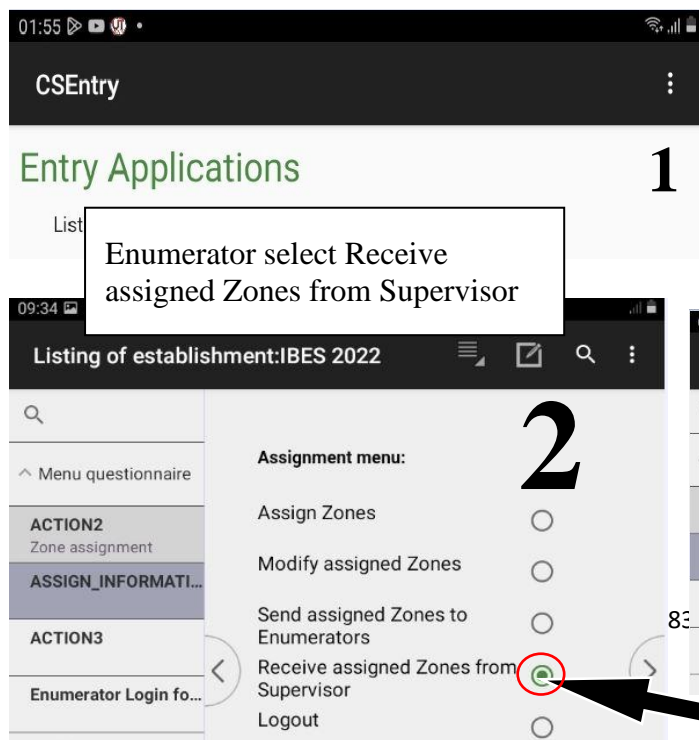 01:55
CSEntry
Entry Applications
1
List
Enumerator select Receive
assigned Zones from Supervisor
09:34
Listing of establishment:IBES 2022
2
Menu questionnaire
ACTION2
Zone assignment
ASSIGN_INFORMATI...
ACTION3
Enumerator Login fo...
Assignment menu:
Assign Zones
Modify assigned Zones
Send assigned Zones to
Enumerators
Receive assigned Zones from
Supervisor
Logout
83